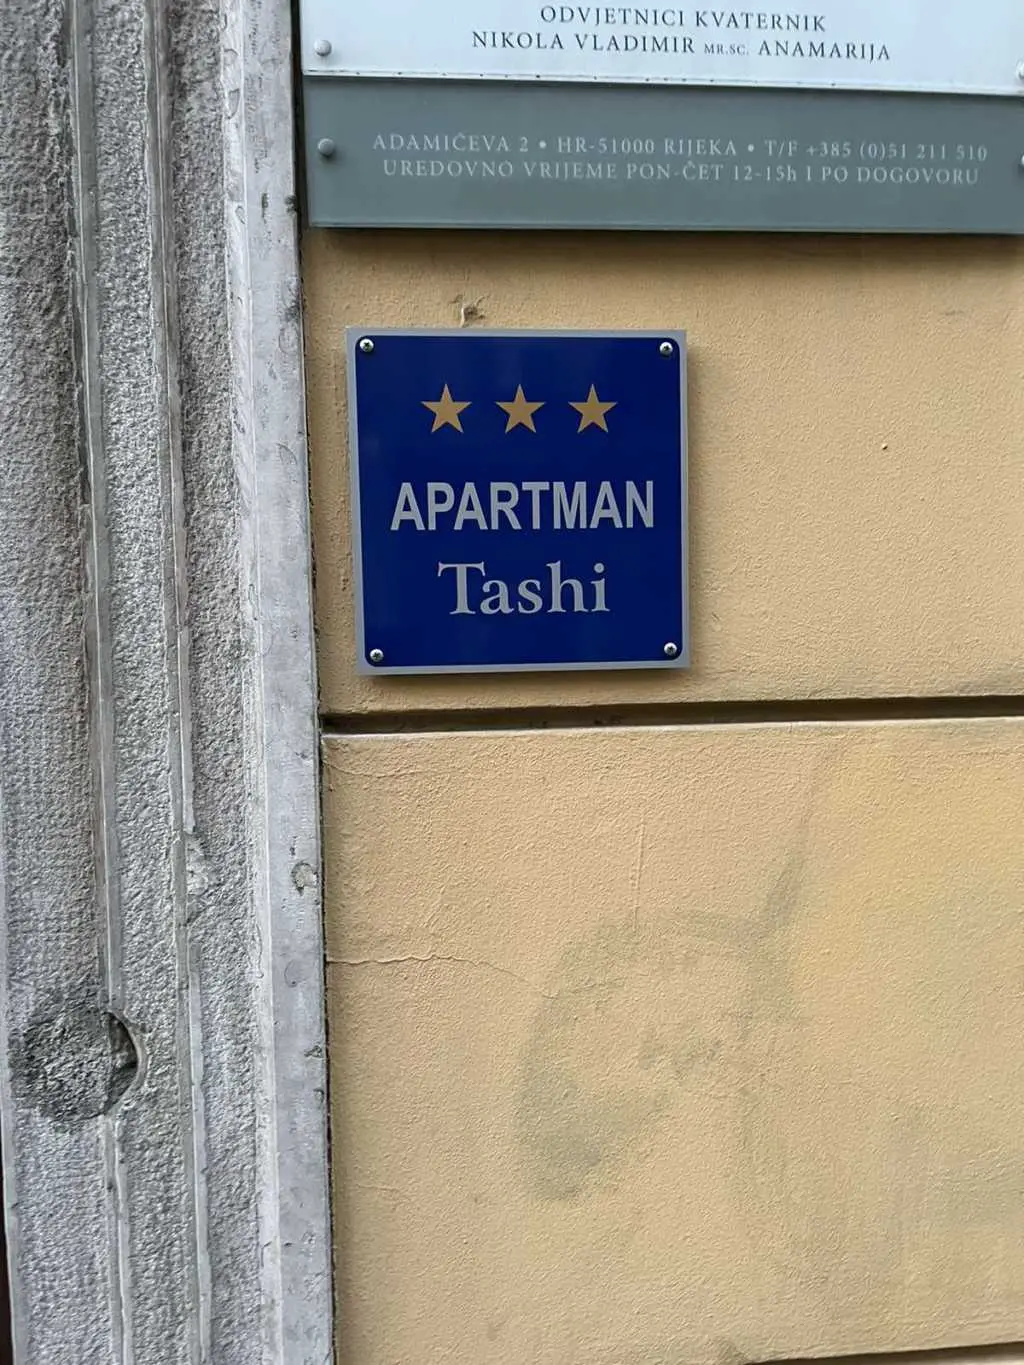 ODVJETNICI KVATERNIK
NIKOLA VLADIMIR MR.SC. ANAMARIJA
ADAMIĆEVA 2 • HR-51000 RIJEKA • T/F +385 (0)51 211 510
UREDOVNO VRIJEME PON-ČET 12-15h I PO DOGOVORU
APARTMAN
Tashi